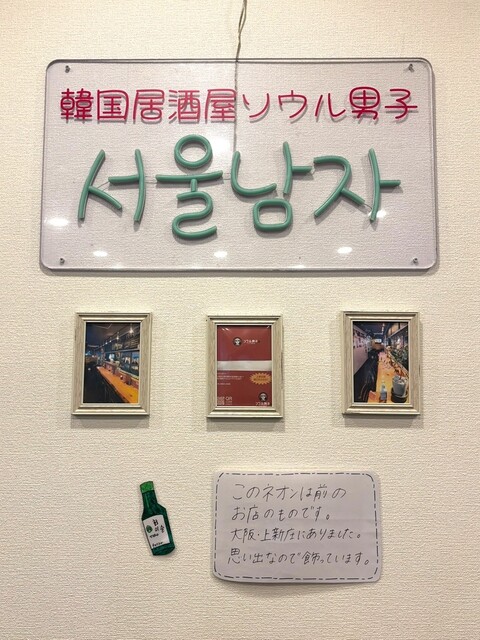 韓国居酒屋ソウル男子
서울남자
このネオンは前の
お店のものです。
大阪・上新庄にありました。
思い出なので飾っています。